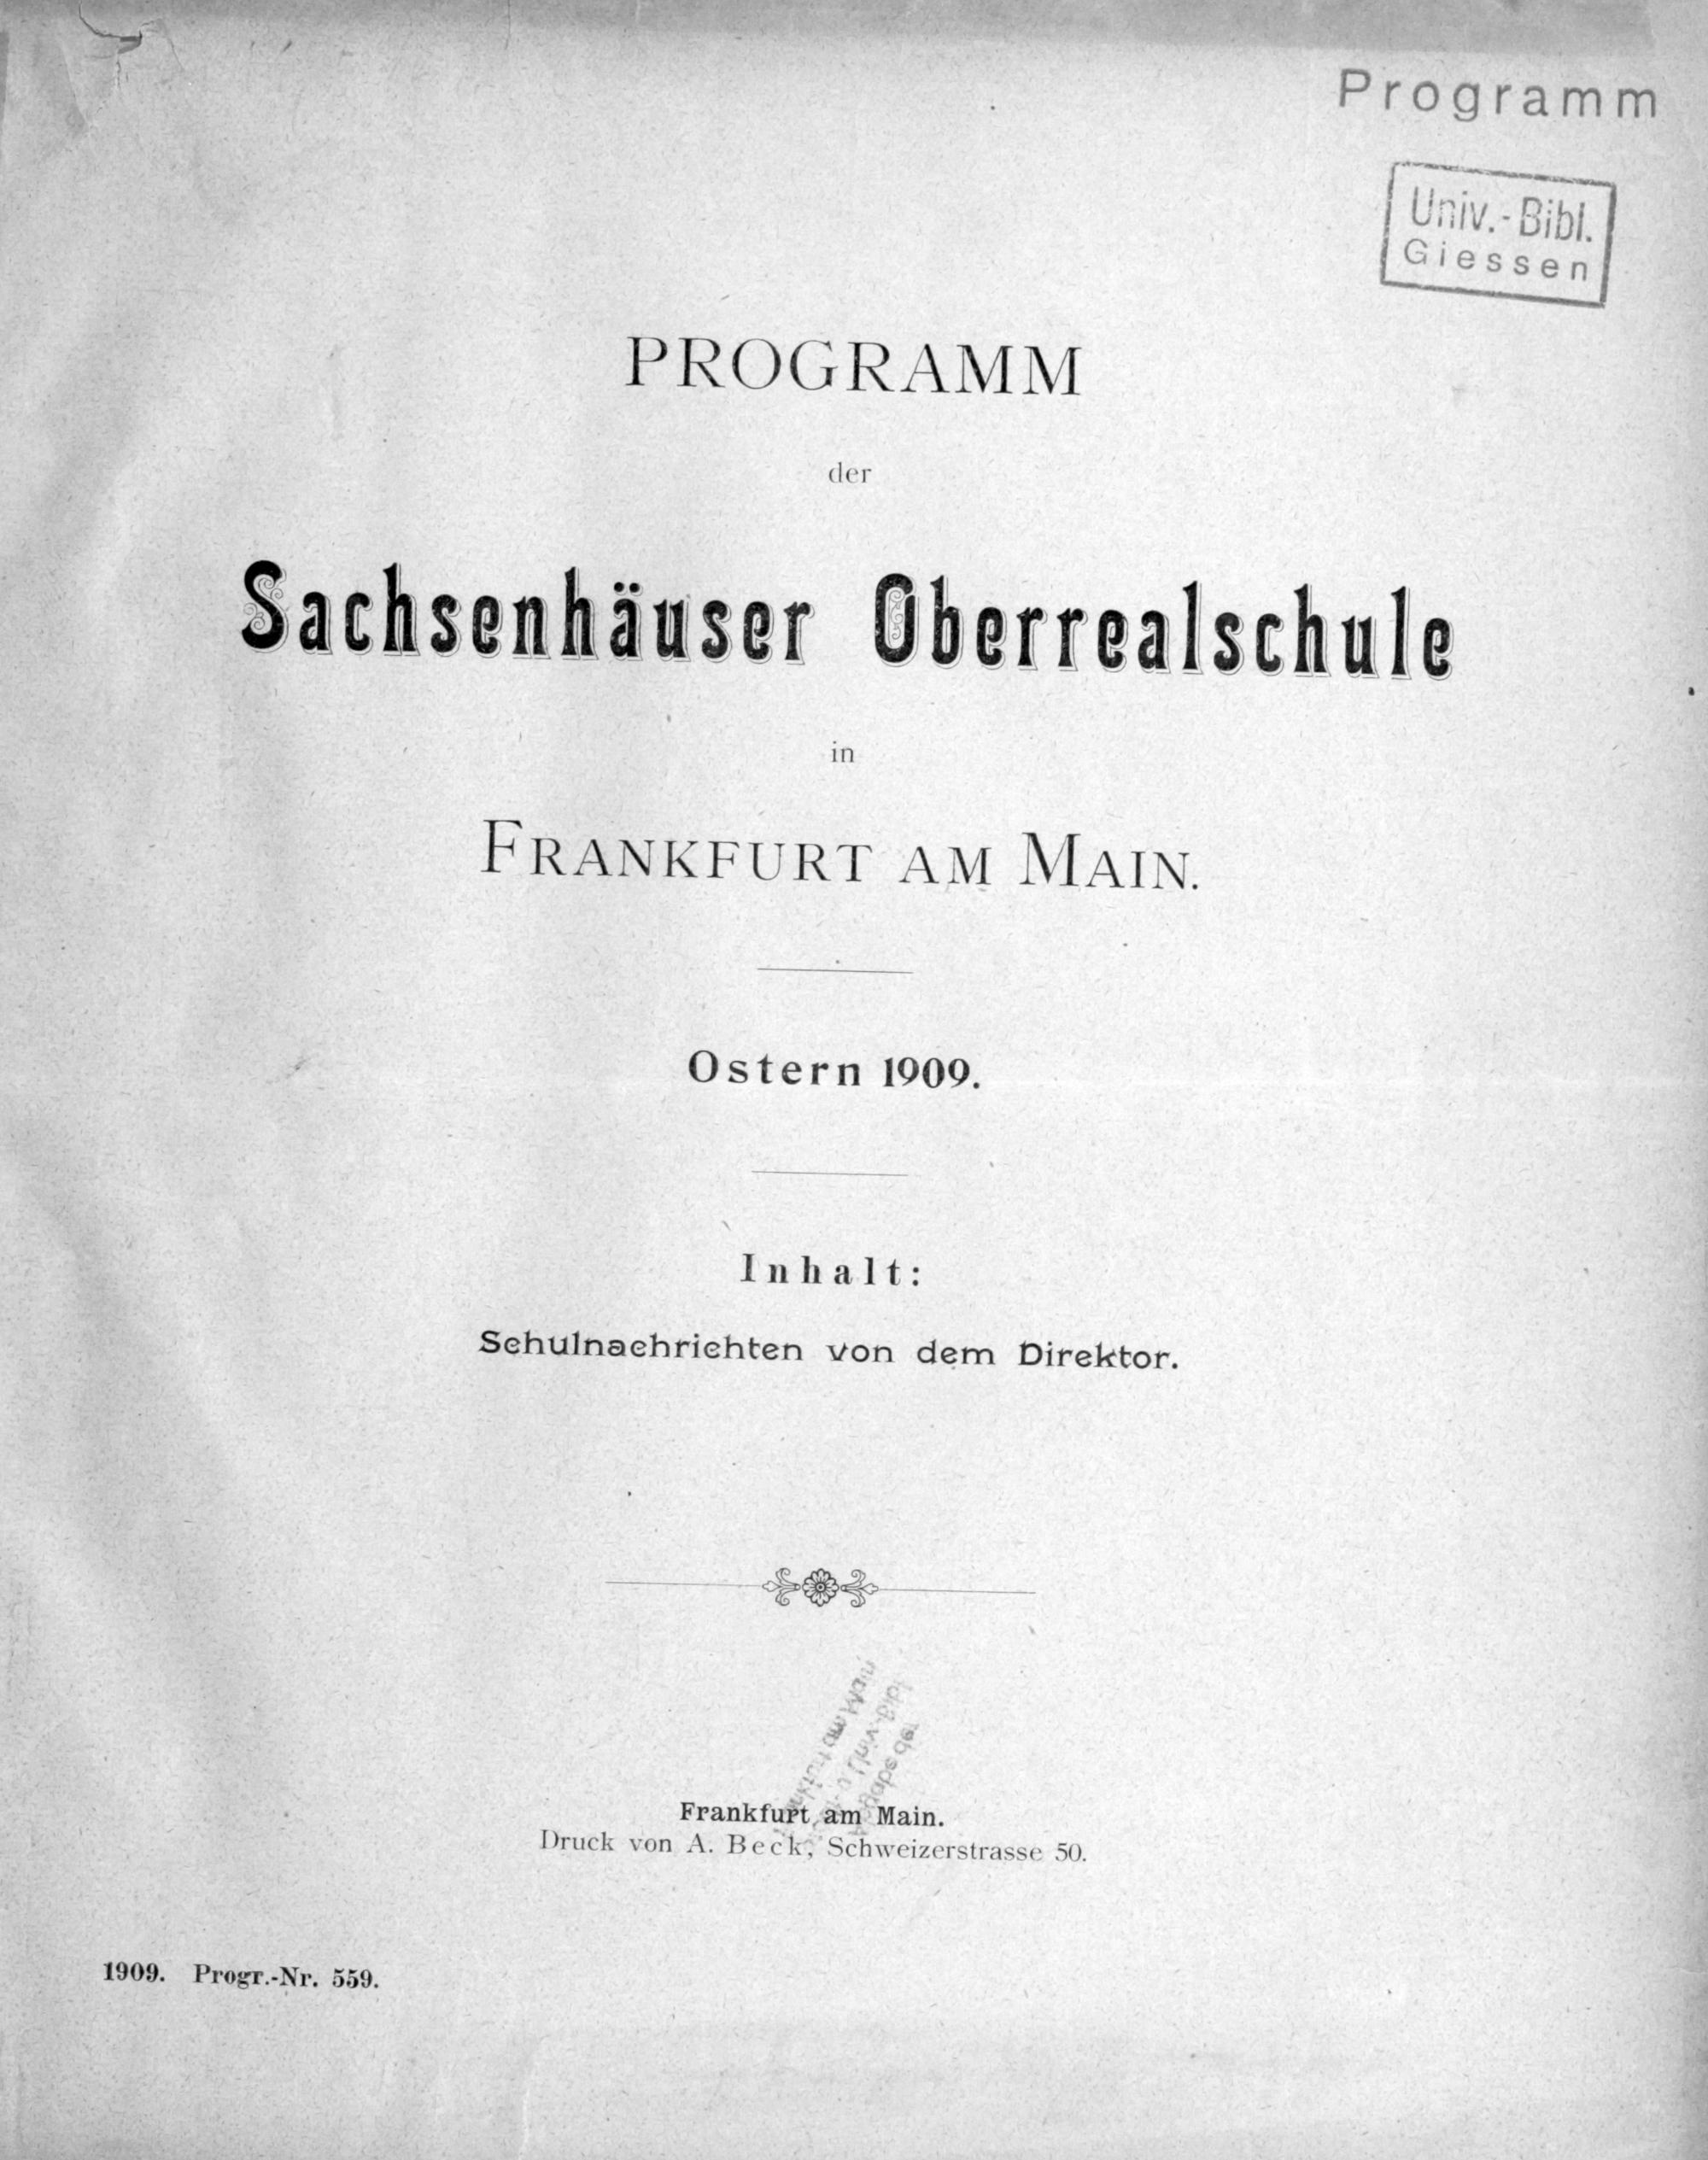 Programm
Univ.-Bibl.
Giessen
PROGRAMM
der
Sachsenhäuser Oberrealschule
in
FRANKFURT AM MAIN.
Ostern 1909.
Inhalt:
Schulnachrichten von dem Direktor.
Frankfurt am Main.
Druck von A. Beck, Schweizerstrasse 50.
1909. Progr.-Nr. 559.